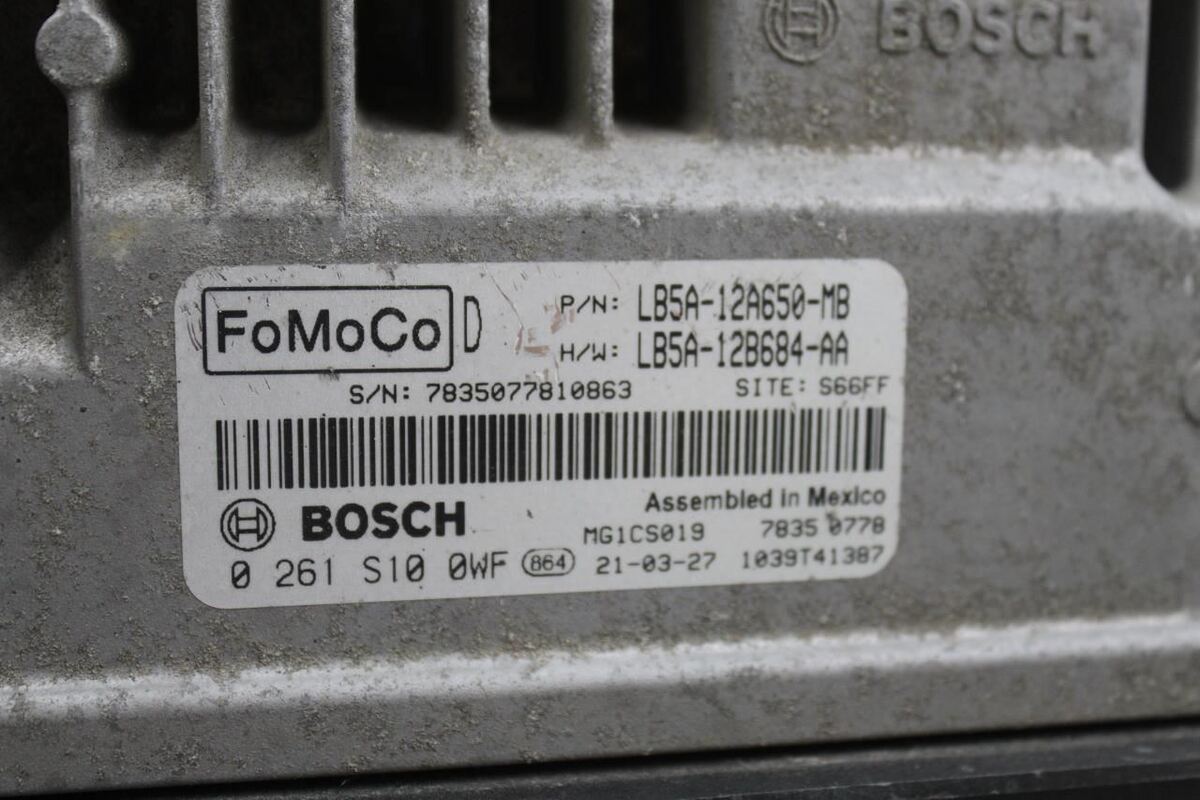 BOSCH
FoMoCo D
P/N: LB5A-12A650-MB
H/W: LB5A-12B684-AA
S/N: 7835077810863 SITE: S66FF
Assembled in Mexico
BOSCH MG1CS019 7835 0778
0 261 S10 0WF 864 21-03-27 1039T41387